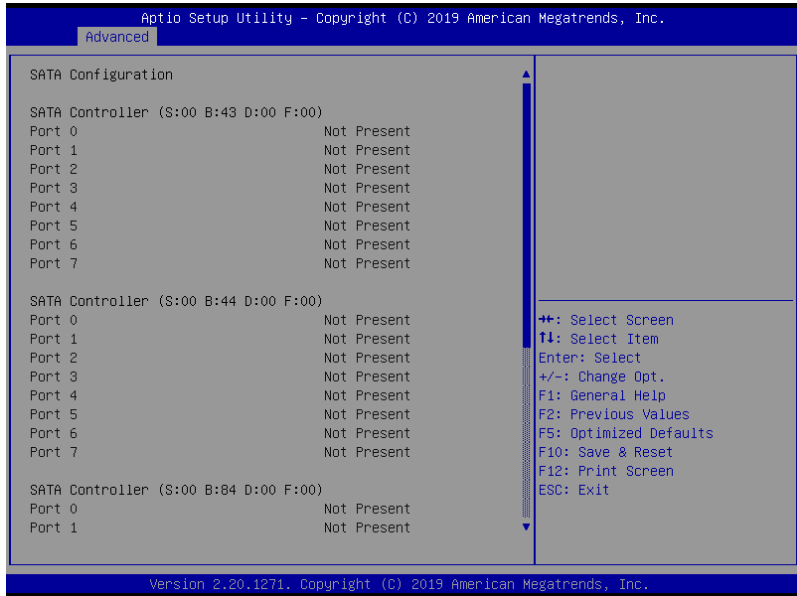 Aptio Setup Utility – Copyright (C) 2019 American Megatrends, Inc.
Advanced
SATA Configuration
SATA Controller (S:00 B:43 D:00 F:00)
Port 0 Not Present
Port 1 Not Present
Port 2 Not Present
Port 3 Not Present
Port 4 Not Present
Port 5 Not Present
Port 6 Not Present
Port 7 Not Present
SATA Controller (S:00 B:44 D:00 F:00)
Port 0 Not Present
Port 1 Not Present
Port 2 Not Present
Port 3 Not Present
Port 4 Not Present
Port 5 Not Present
Port 6 Not Present
Port 7 Not Present
SATA Controller (S:00 B:84 D:00 F:00)
Port 0 Not Present
Port 1 Not Present
→←: Select Screen
↑↓: Select Item
Enter: Select
+/-: Change Opt.
F1: General Help
F2: Previous Values
F5: Optimized Defaults
F10: Save & Reset
F12: Print Screen
ESC: Exit
Version 2.20.1271. Copyright (C) 2019 American Megatrends, Inc.